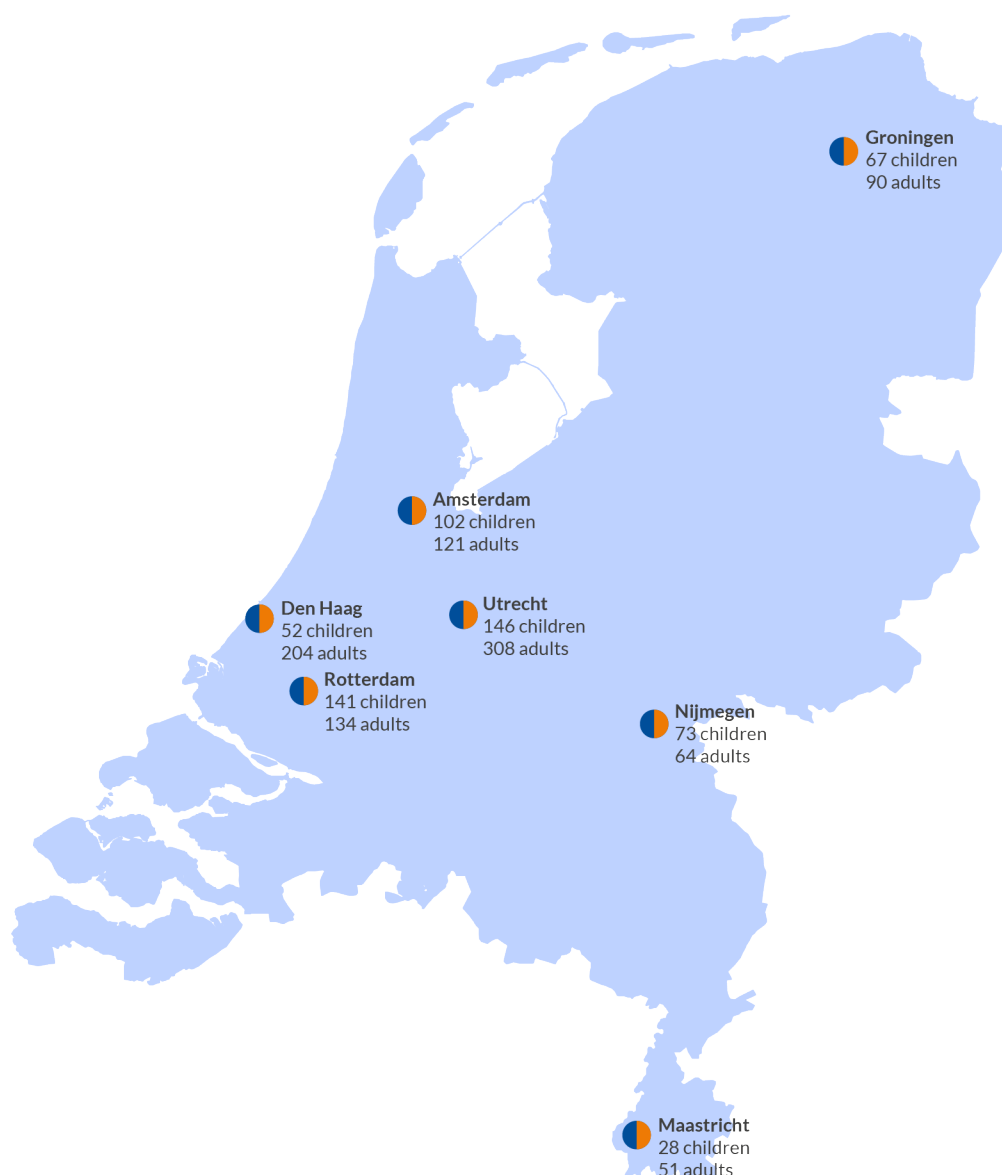 Groningen
67 children
90 adults
Amsterdam
102 children
121 adults
Den Haag
52 children
204 adults
Utrecht
146 children
308 adults
Rotterdam
141 children
134 adults
Nijmegen
73 children
64 adults
Maastricht
28 children
51 adults